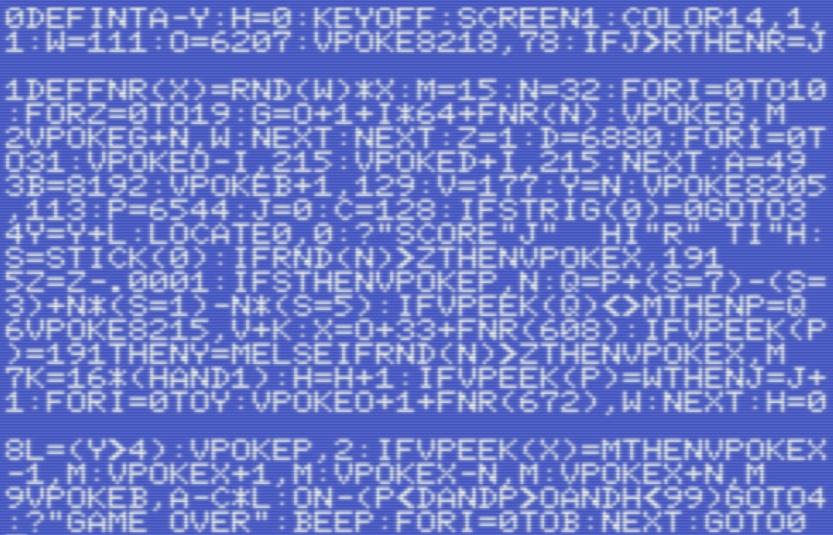 0DEFINTA-Y:H=0:KEYOFF:SCREEN1:COLOR14,1,
1:W=111:O=6207:VPOKE8218,78:IFJ>RTHENR=J
1DEFFNR(X)=RND(W)*X:M=15:N=32:FORI=0TO10
:FORZ=0TO19:G=O+1+I*64+FNR(N):VPOKEG,M
2VPOKEG+N,W:NEXT:NEXT:Z=1:D=6880:FORI=0T
O31:VPOKEO-I,215:VPOKED+I,215:NEXT:A=49
3B=8192:VPOKEB+1,129:V=177:Y=N:VPOKE8205
,113:P=6544:J=0:C=128:IFSTRIG(0)=0GOTO3
4Y=Y+L:LOCATE0,0:?"SCORE"J"  HI"R" TI"H:
S=STICK(0):IFRND(N)>ZTHENVPOKEX,191
5Z=Z-.0001:IFSTHENVPOKEP,N:Q=P+(S=7)-(S=
3)+N*(S=1)-N*(S=5):IFVPEEK(Q)<>MTHENP=Q
6VPOKE8215,V+K:X=O+33+FNR(608):IFVPEEK(P
)=191THENY=MELSEIFRND(N)>ZTHENVPOKEX,M
7K=16*(HAND1):H=H+1:IFVPEEK(P)=WTHENJ=J+
1:FORI=0TOY:VPOKEO+1+FNR(672),W:NEXT:H=0
8L=(Y>4):VPOKEP,2:IFVPEEK(X)=MTHENVPOKEX
-1,M:VPOKEX+1,M:VPOKEX-N,M:VPOKEX+N,M
9VPOKEB,A-C*L:ON-(P<DANDP>OANDH<99)GOTO4
:?"GAME OVER":BEEP:FORI=0TOB:NEXT:GOTO0